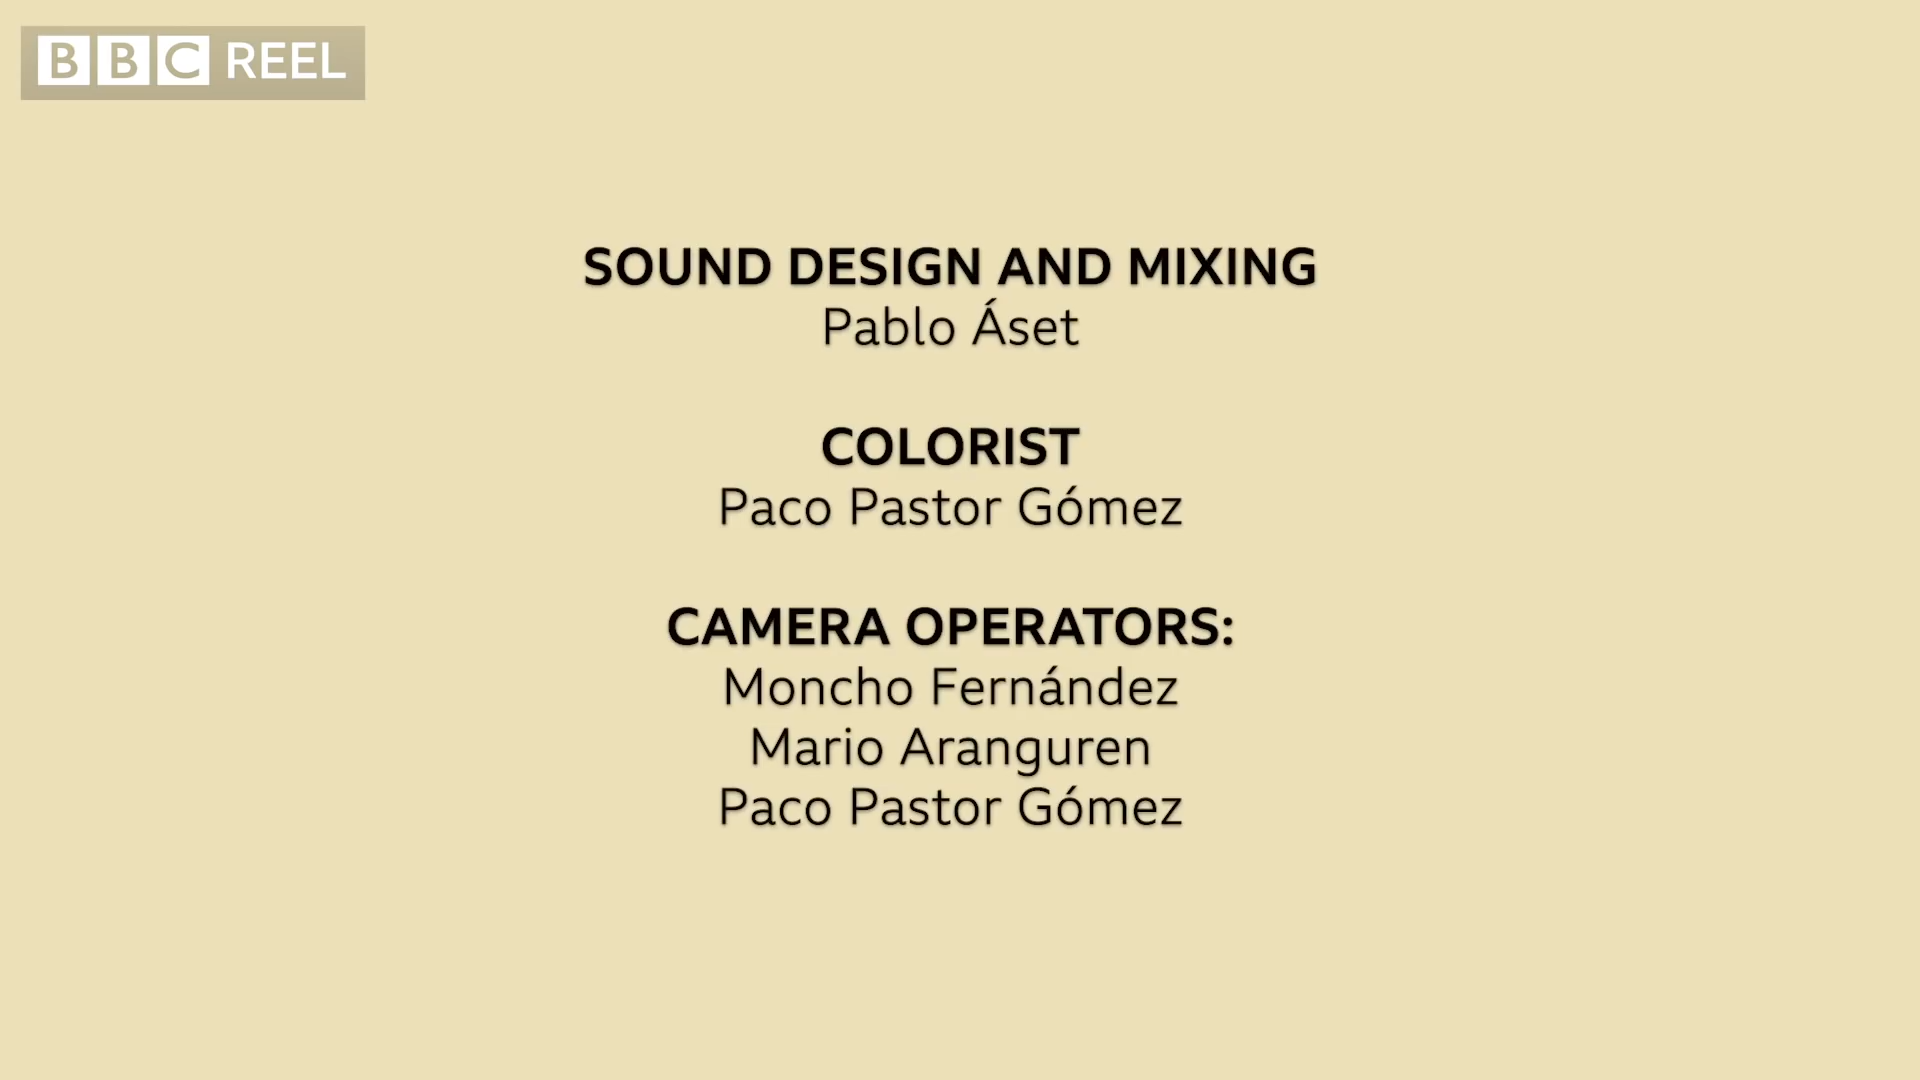 BBC REEL
SOUND DESIGN AND MIXING
Pablo Áset
COLORIST
Paco Pastor Gómez
CAMERA OPERATORS:
Moncho Fernández
Mario Aranguren
Paco Pastor Gómez